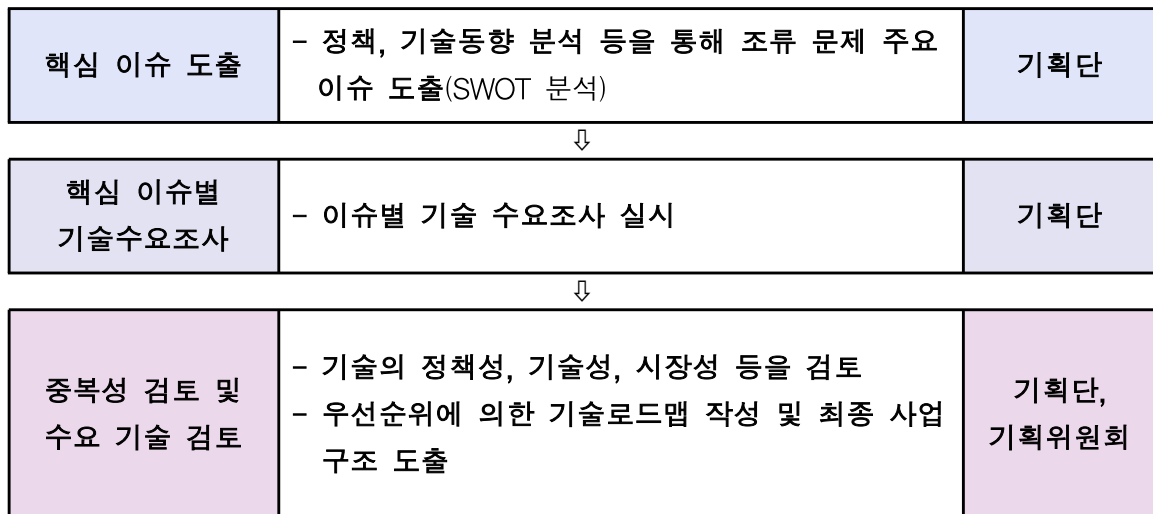 핵심 이슈 도출
- 정책, 기술동향 분석 등을 통해 조류 문제 주요
이슈 도출(SWOT 분석)
기획단
⇩
핵심 이슈별
기술수요조사
- 이슈별 기술 수요조사 실시
기획단
⇩
중복성 검토 및
수요 기술 검토
- 기술의 정책성, 기술성, 시장성 등을 검토
- 우선순위에 의한 기술로드맵 작성 및 최종 사업
구조 도출
기획단,
기획위원회